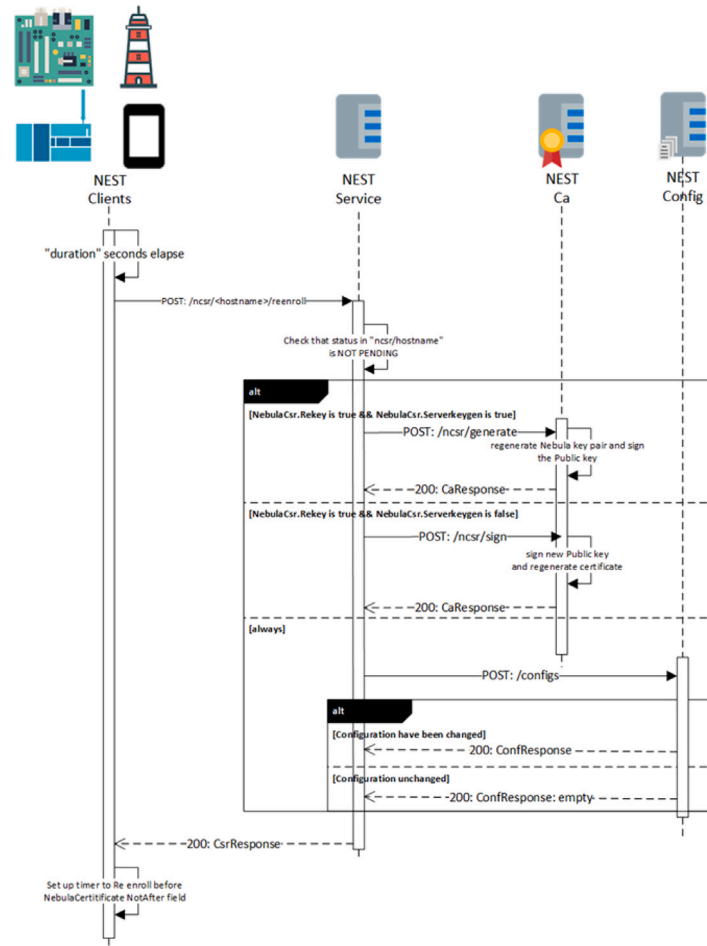 NEST
Clients
NEST
Service
NEST
Ca
NEST
Config
"duration" seconds elapse
POST: /ncsr/<hostname>/reenroll
Check that status in "ncsr/hostname"
is NOT PENDING
alt
[NebulaCsr.Rekey is true && NebulaCsr.Serverkeygen is true]
POST: /ncsr/generate
regenerate Nebula key pair and sign
the Public key
200: CaResponse
[NebulaCsr.Rekey is true && NebulaCsr.Serverkeygen is false]
POST: /ncsr/sign
sign new Public key
and regenerate certificate
200: CaResponse
[always]
POST: /configs
alt
[Configuration have been changed]
200: ConfResponse
[Configuration unchanged]
200: ConfResponse: empty
200: CsrResponse
Set up timer to Re enroll before
NebulaCertitificate NotAfter field